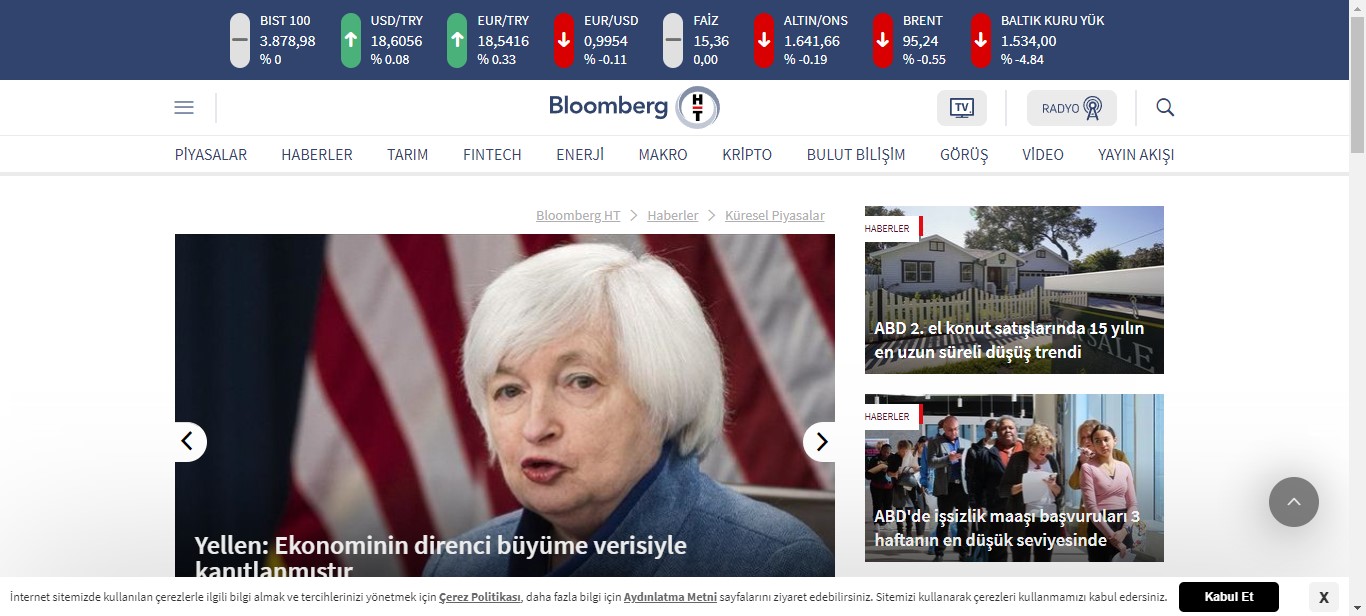 BIST 100
3.878,98
% 0
USD/TRY
18,6056
% 0.08
EUR/TRY
18,5416
% 0.33
EUR/USD
0,9954
% -0.11
FAİZ
15,36
0,00
ALTIN/ONS
1.641,66
% -0.19
BRENT
95,24
% -0.55
BALTIK KURU YÜK
1.534,00
% -4.84
Bloomberg HT
TV
RADYO
PİYASALAR HABERLER TARIM FINTECH ENERJİ MAKRO KRİPTO BULUT BİLİŞİM GÖRÜŞ VİDEO YAYIN AKIŞI
Bloomberg HT > Haberler > Küresel Piyasalar
Yellen: Ekonominin direnci büyüme verisiyle
kanıtlanmıştır
HABERLER
SALE
ABD 2. el konut satışlarında 15 yılın
en uzun süreli düşüş trendi
HABERLER
ABD'de işsizlik maaşı başvuruları 3
haftanın en düşük seviyesinde
İnternet sitemizde kullanılan çerezlerle ilgili bilgi almak ve tercihlerinizi yönetmek için Çerez Politikası, daha fazla bilgi için Aydınlatma Metni sayfalarını ziyaret edebilirsiniz. Sitemizi kullanarak çerezleri kullanmamızı kabul edersiniz.
Kabul Et
X